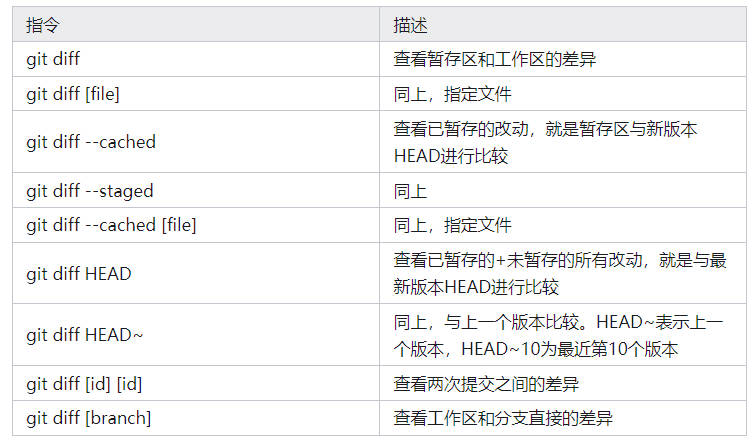 指令 描述
git diff 查看暂存区和工作区的差异
git diff [file] 同上，指定文件
git diff --cached 查看已暂存的改动，就是暂存区与新版本
HEAD进行比较
git diff --staged 同上
git diff --cached [file] 同上，指定文件
git diff HEAD 查看已暂存的+未暂存的所有改动，就是与最
新版本HEAD进行比较
git diff HEAD~ 同上，与上一个版本比较。HEAD~表示上一
个版本，HEAD~10为最近第10个版本
git diff [id] [id] 查看两次提交之间的差异
git diff [branch] 查看工作区和分支直接的差异